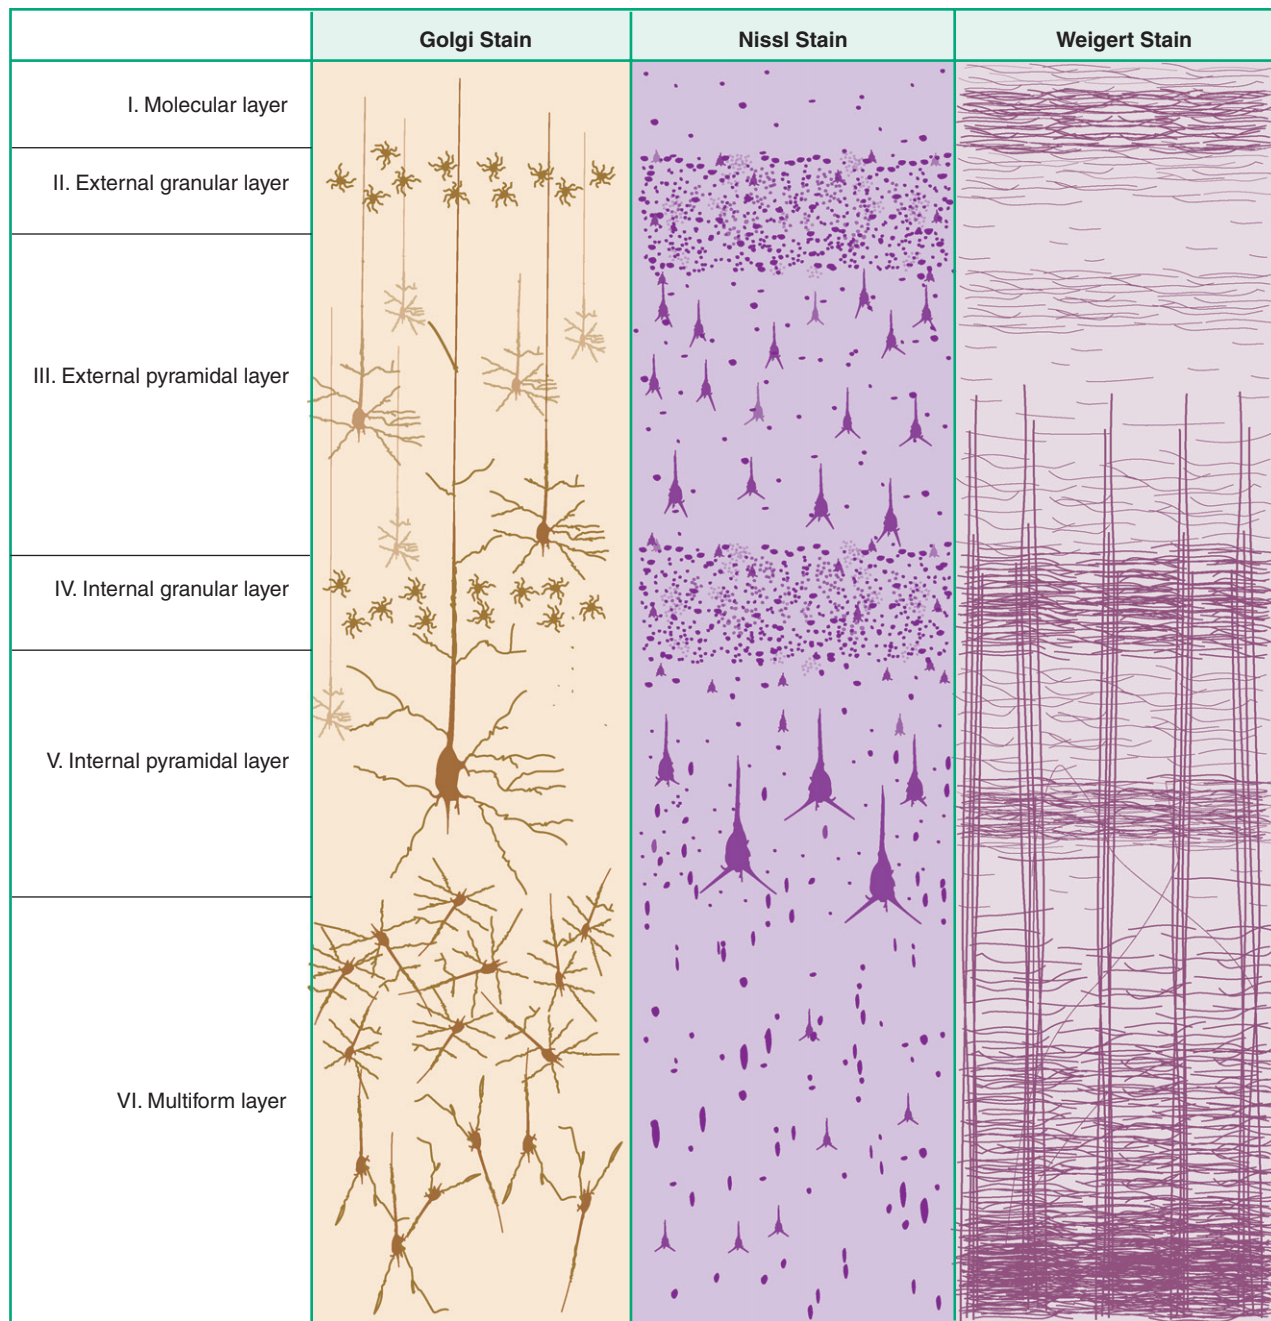 Golgi Stain
Nissl Stain
Weigert Stain
I. Molecular layer
II. External granular layer
III. External pyramidal layer
IV. Internal granular layer
V. Internal pyramidal layer
VI. Multiform layer